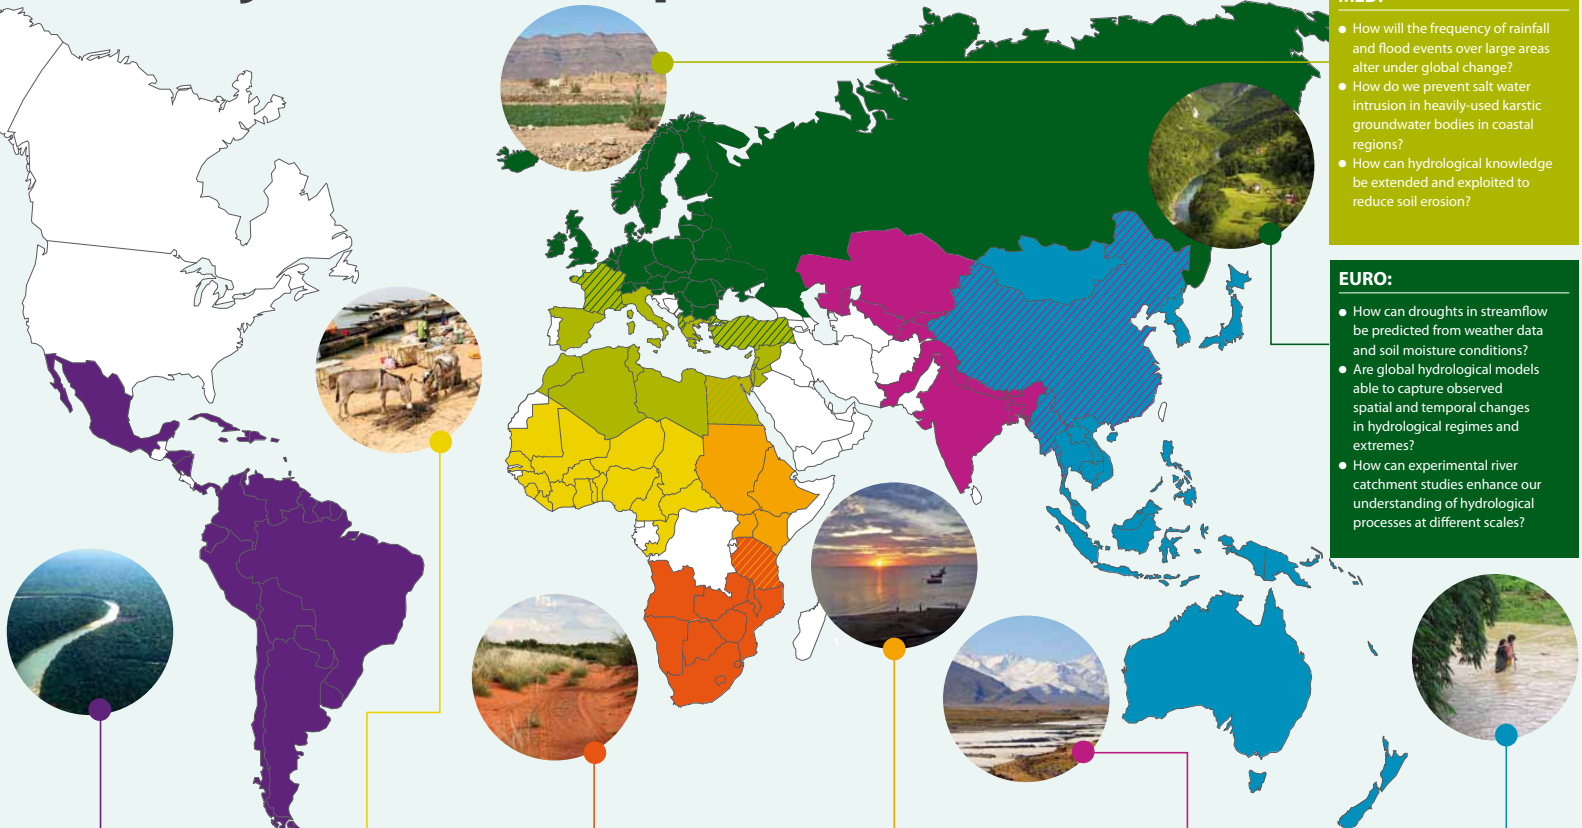 ● How will the frequency of rainfall
and flood events over large areas
alter under global change?
● How do we prevent salt water
intrusion in heavily-used karstic
groundwater bodies in coastal
regions?
● How can hydrological knowledge
be extended and exploited to
reduce soil erosion?
EURO:
● How can droughts in streamflow
be predicted from weather data
and soil moisture conditions?
● Are global hydrological models
able to capture observed
spatial and temporal changes
in hydrological regimes and
extremes?
● How can experimental river
catchment studies enhance our
understanding of hydrological
processes at different scales?